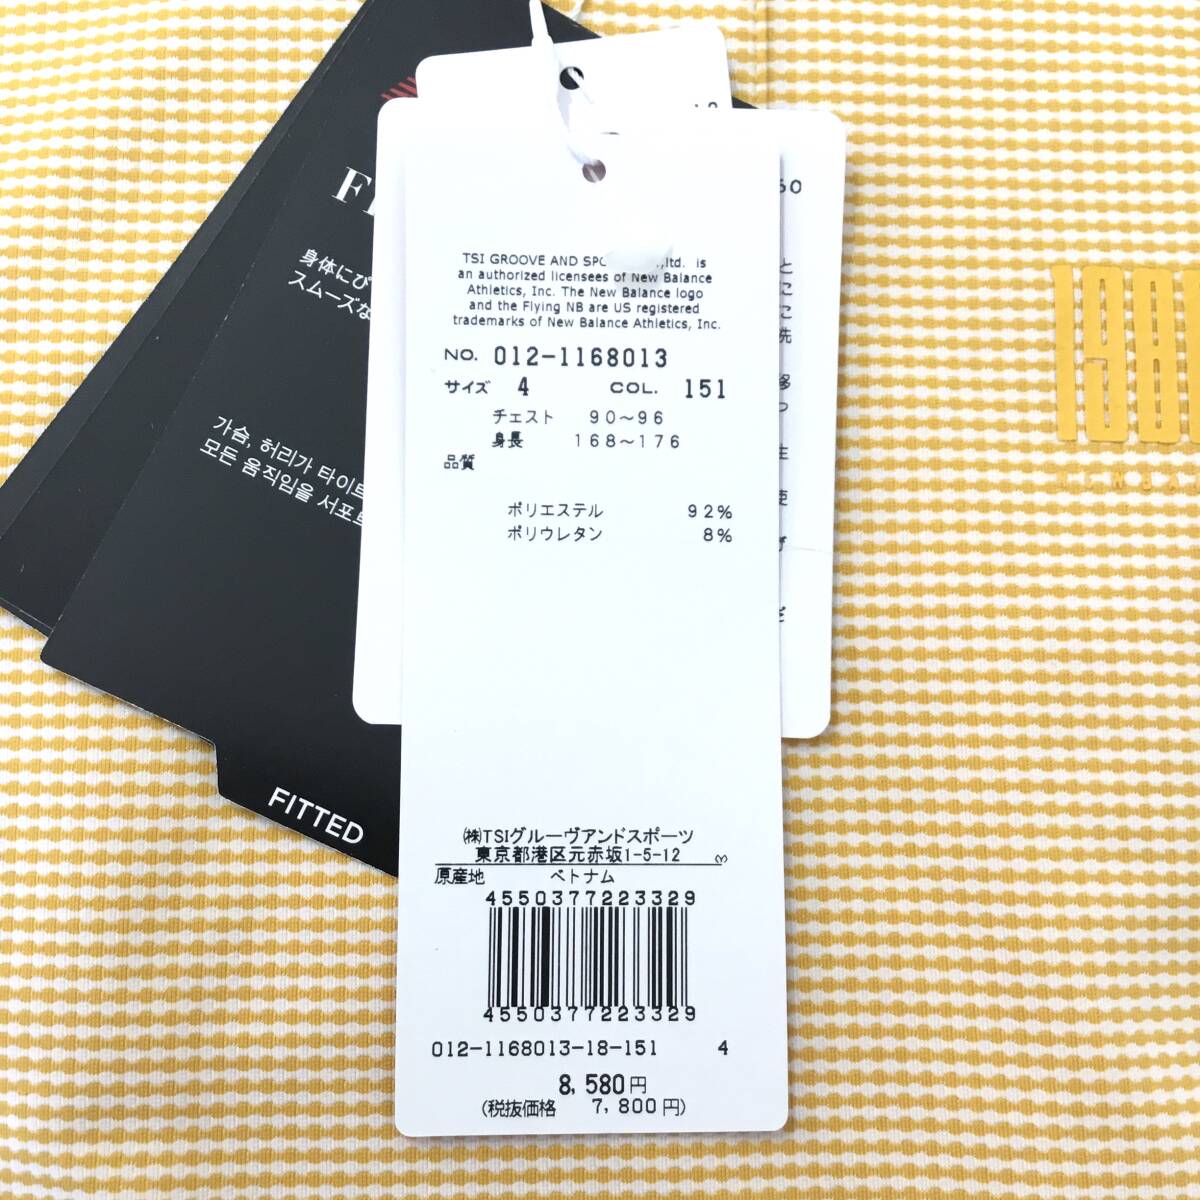 TSI GROOVE AND ,ltd. is
an authorized licensees of New Balance
Athletics, Inc. The New Balance logo
and the Flying NB are US registered
trademarks of New Balance Athletics, Inc.
NO. 012-1168013
サイズ 4 COL. 151
チェスト 90～96
身長 168～176
品質
ポリエステル 92%
ポリウレタン 8%
㈱TSIグルーヴアンドスポーツ
東京都港区元赤坂1-5-12 (Y)
原産地 ベトナム
4550377223329
4550377223329
012-1168013-18-151 4
8,580円
(税抜価格 7,800円)
身体にぴ
スムーズな
가슴, 허리가 타이트
모든 움직임을 서포트
FITTED
198